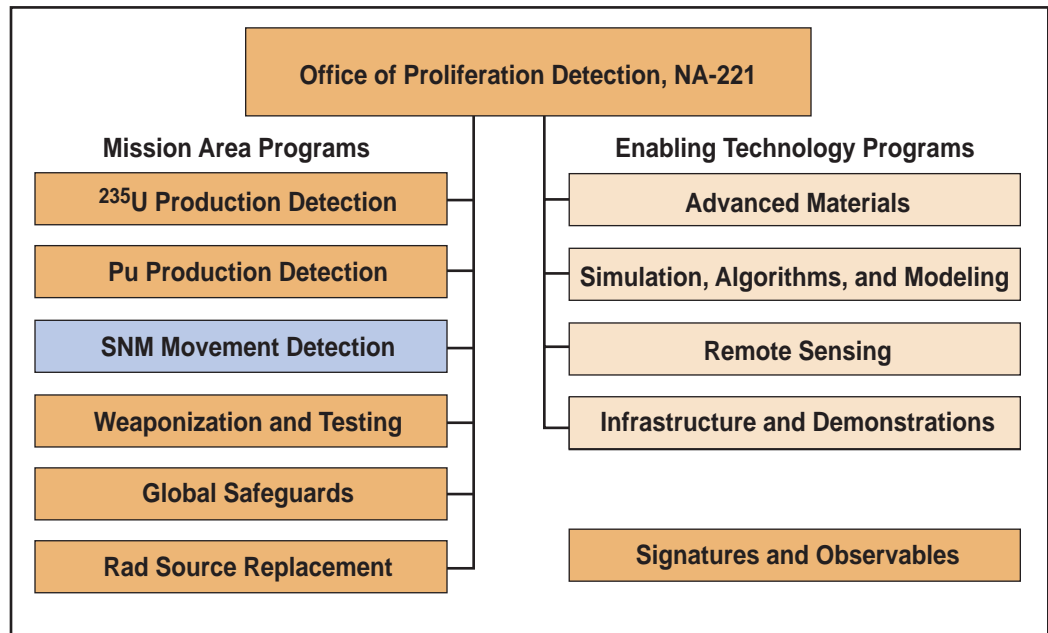 Office of Proliferation Detection, NA-221
Mission Area Programs
²³⁵U Production Detection
Pu Production Detection
SNM Movement Detection
Weaponization and Testing
Global Safeguards
Rad Source Replacement
Enabling Technology Programs
Advanced Materials
Simulation, Algorithms, and Modeling
Remote Sensing
Infrastructure and Demonstrations
Signatures and Observables